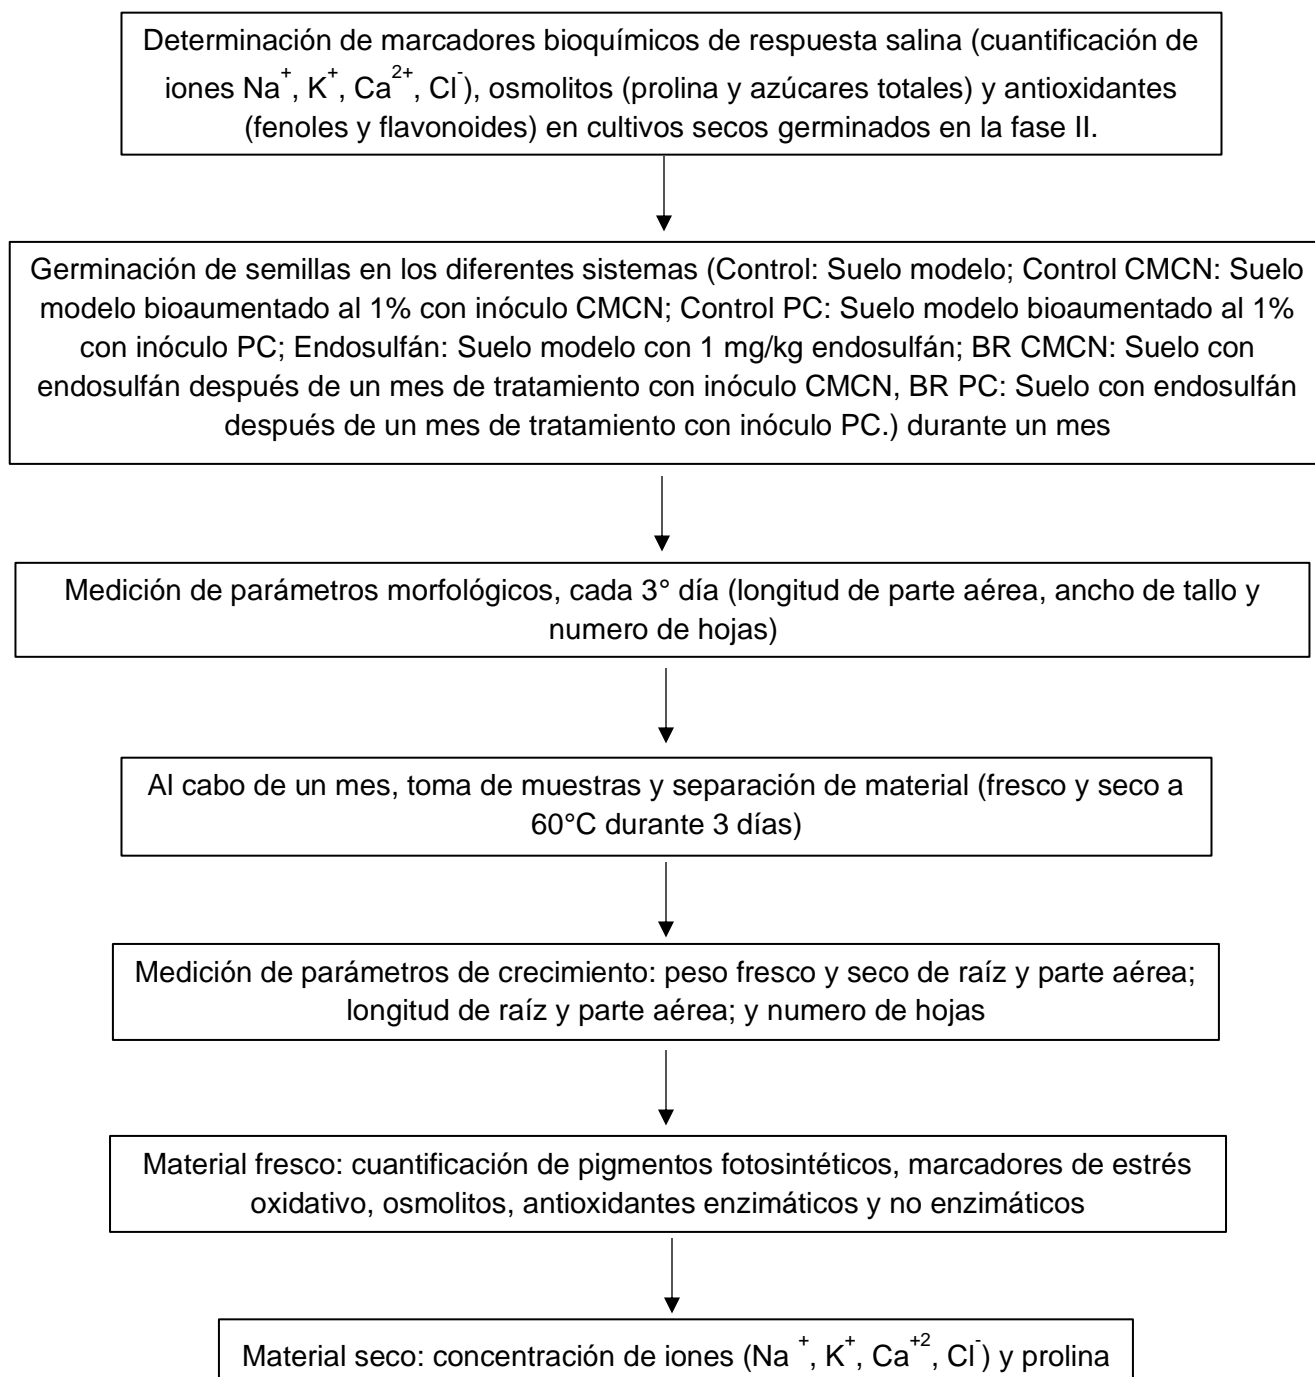 Determinación de marcadores bioquímicos de respuesta salina (cuantificación de
iones Na⁺, K⁺, Ca²⁺, Cl⁻), osmolitos (prolina y azúcares totales) y antioxidantes
(fenoles y flavonoides) en cultivos secos germinados en la fase II.
Germinación de semillas en los diferentes sistemas (Control: Suelo modelo; Control CMCN: Suelo
modelo bioaumentado al 1% con inóculo CMCN; Control PC: Suelo modelo bioaumentado al 1%
con inóculo PC; Endosulfán: Suelo modelo con 1 mg/kg endosulfán; BR CMCN: Suelo con
endosulfán después de un mes de tratamiento con inóculo CMCN, BR PC: Suelo con endosulfán
después de un mes de tratamiento con inóculo PC.) durante un mes
Medición de parámetros morfológicos, cada 3° día (longitud de parte aérea, ancho de tallo y
numero de hojas)
Al cabo de un mes, toma de muestras y separación de material (fresco y seco a
60°C durante 3 días)
Medición de parámetros de crecimiento: peso fresco y seco de raíz y parte aérea;
longitud de raíz y parte aérea; y numero de hojas
Material fresco: cuantificación de pigmentos fotosintéticos, marcadores de estrés
oxidativo, osmolitos, antioxidantes enzimáticos y no enzimáticos
Material seco: concentración de iones (Na ⁺, K⁺, Ca⁺², Cl⁻) y prolina